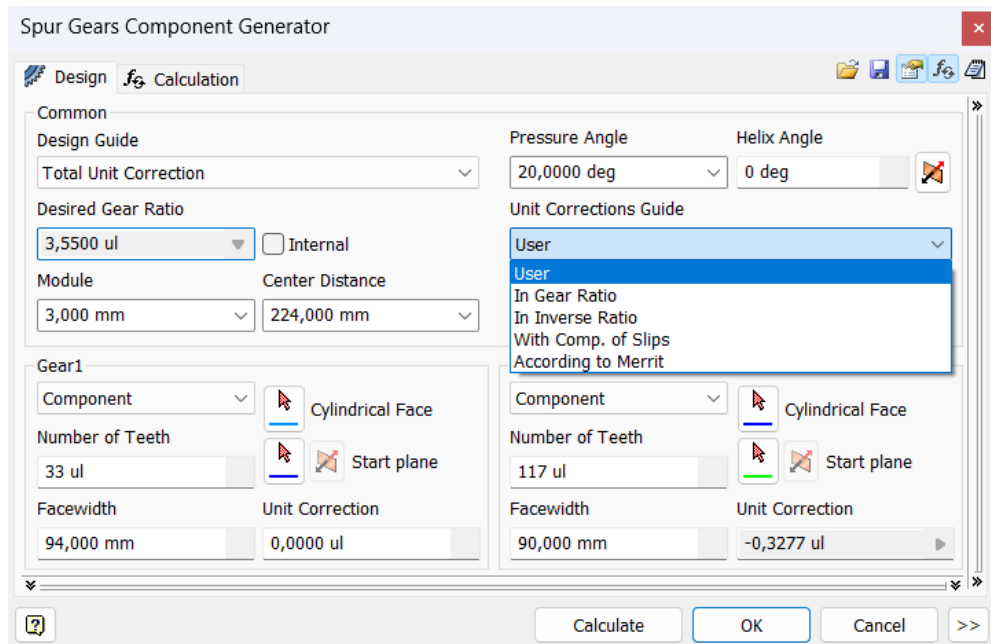 Spur Gears Component Generator
Design
Calculation
Common
Design Guide
Pressure Angle
Helix Angle
Total Unit Correction
20,0000 deg
0 deg
Desired Gear Ratio
Unit Corrections Guide
3,5500 ul
Internal
User
Module
Center Distance
User
In Gear Ratio
In Inverse Ratio
With Comp. of Slips
According to Merrit
3,000 mm
224,000 mm
Gear1
Component
Cylindrical Face
Number of Teeth
33 ul
Start plane
Facewidth
Unit Correction
94,000 mm
0,0000 ul
Component
Cylindrical Face
Number of Teeth
117 ul
Start plane
Facewidth
Unit Correction
90,000 mm
-0,3277 ul
Calculate
OK
Cancel
>>